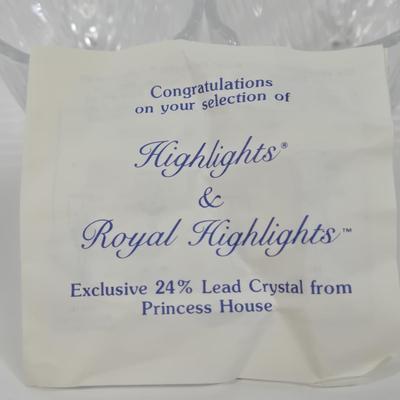 Congratulations
on your selection of
Highlights®
&
Royal Highlights™
Exclusive 24% Lead Crystal from
Princess House